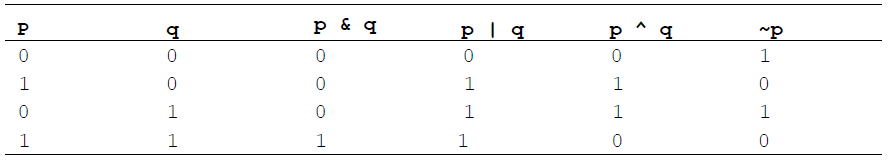 P q p & q p | q p ^ q ~p
0 0 0 0 0 1
1 0 0 1 1 0
0 1 0 1 1 1
1 1 1 1 0 0